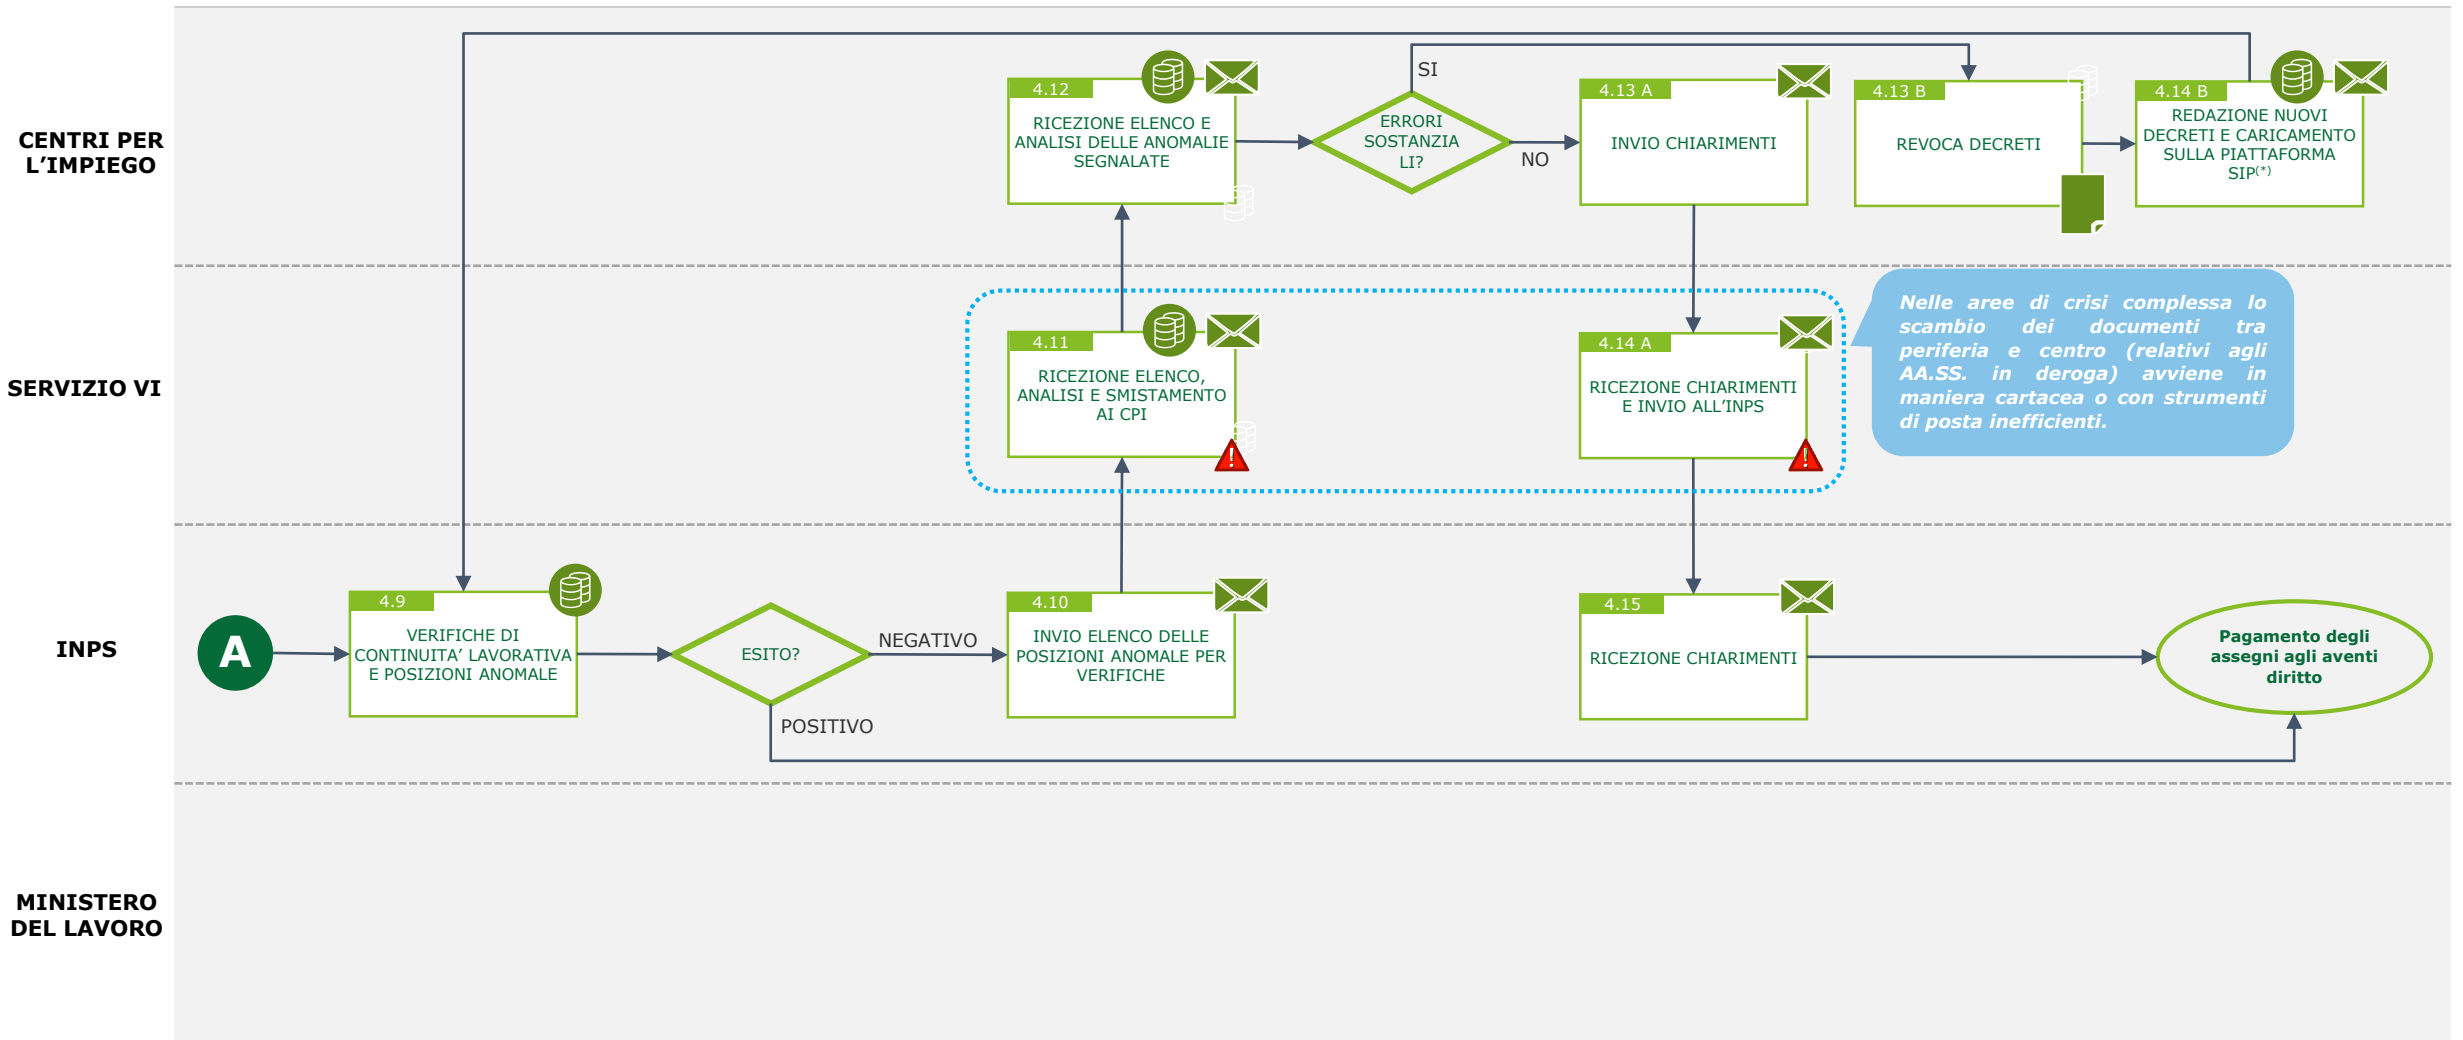 CENTRI PER
L’IMPIEGO
4.12
RICEZIONE ELENCO E
ANALISI DELLE ANOMALIE
SEGNALATE
ERRORI
SOSTANZIA
LI?
SI
NO
4.13 A
INVIO CHIARIMENTI
4.13 B
REVOCA DECRETI
4.14 B
REDAZIONE NUOVI
DECRETI E CARICAMENTO
SULLA PIATTAFORMA
SIP(*)
SERVIZIO VI
4.11
RICEZIONE ELENCO,
ANALISI E SMISTAMENTO
AI CPI
4.14 A
RICEZIONE CHIARIMENTI
E INVIO ALL’INPS
Nelle aree di crisi complessa lo
scambio dei documenti tra
periferia e centro (relativi agli
AA.SS. in deroga) avviene in
maniera cartacea o con strumenti
di posta inefficienti.
INPS
A
4.9
VERIFICHE DI
CONTINUITA’ LAVORATIVA
E POSIZIONI ANOMALE
ESITO?
NEGATIVO
POSITIVO
4.10
INVIO ELENCO DELLE
POSIZIONI ANOMALE PER
VERIFICHE
4.15
RICEZIONE CHIARIMENTI
Pagamento degli
assegni agli aventi
diritto
MINISTERO
DEL LAVORO